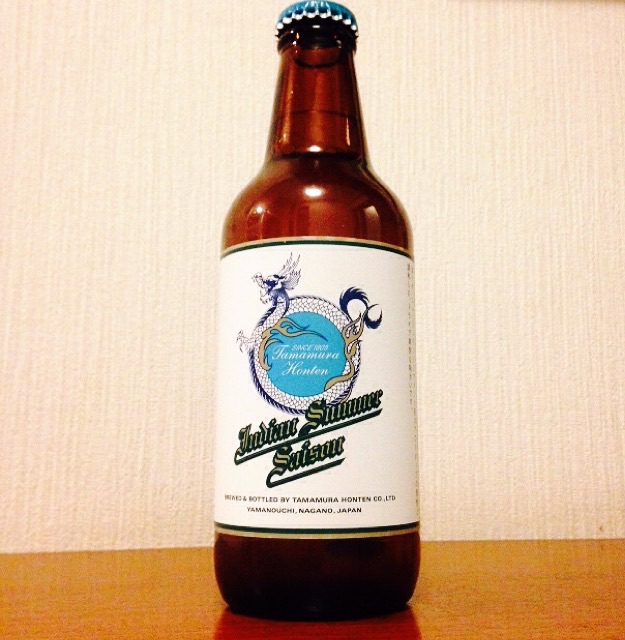 SINCE 1805
Tamamura
Honten
Indian Summer
Saison
BREWED & BOTTLED BY TAMAMURA HONTEN CO.,LTD.
YAMANOUCHI, NAGANO, JAPAN